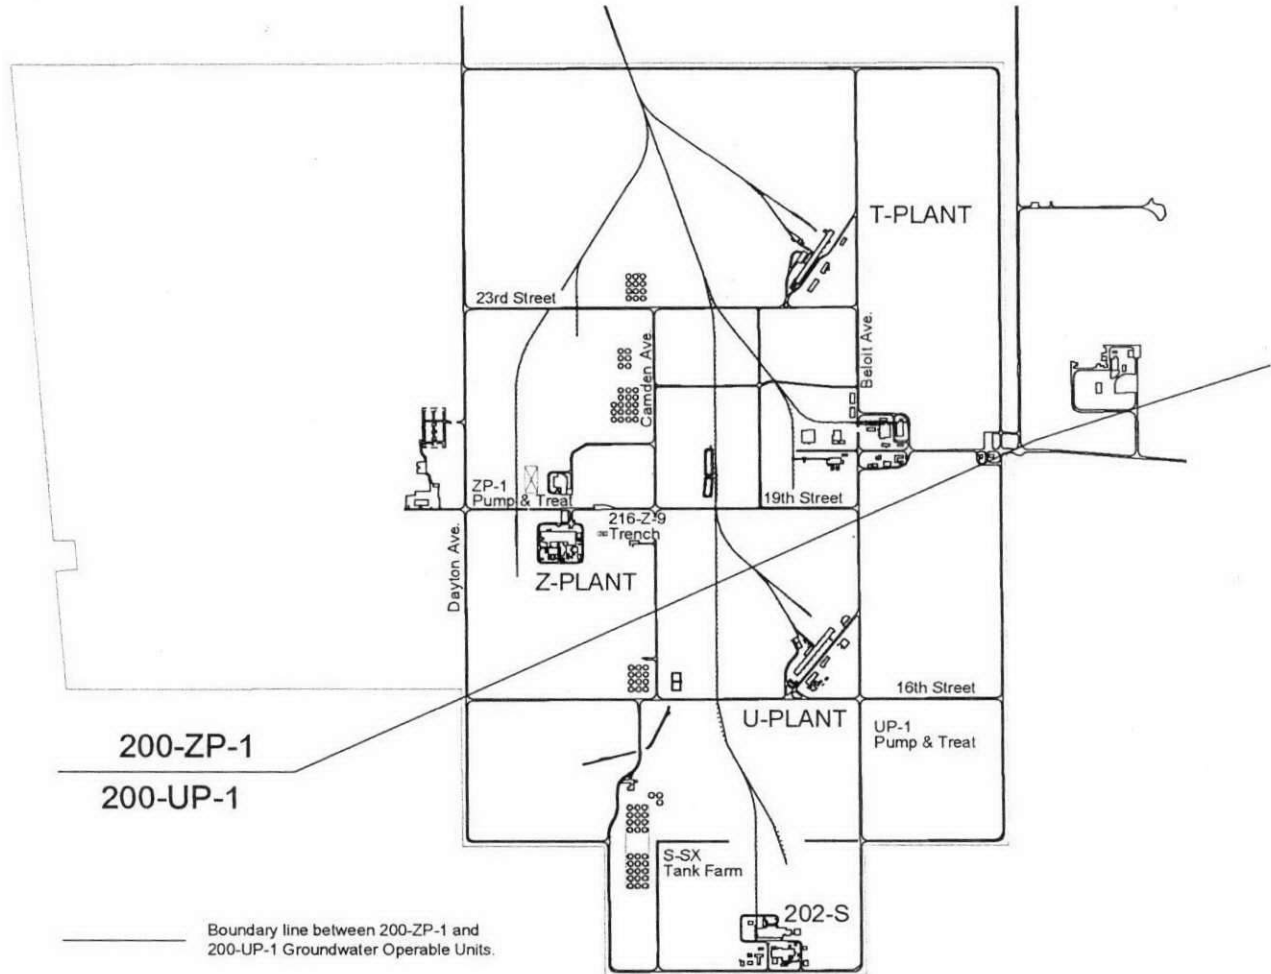 T-PLANT
23rd Street
Camden Ave.
Beloit Ave.
ZP-1
Pump & Treat
19th Street
216-Z-9
Trench
Dayton Ave.
Z-PLANT
16th Street
U-PLANT
UP-1
Pump & Treat
200-ZP-1
200-UP-1
S-SX
Tank Farm
202-S
Boundary line between 200-ZP-1 and
200-UP-1 Groundwater Operable Units.